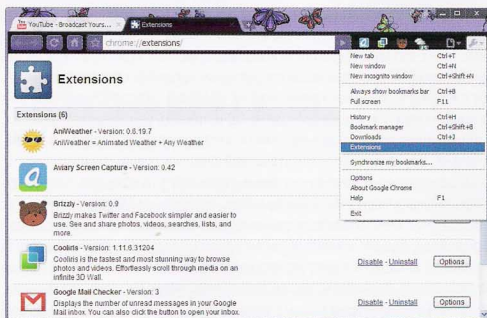 YouTube - Broadcast Yours...
Extensions
chrome://extensions/
Extensions
Extensions (6)
AniWeather - Version: 0.6.19.7
AniWeather = Animated Weather + Any Weather
Aviary Screen Capture - Version: 0.42
Brizzly - Version: 0.9
Brizzly makes Twitter and Facebook simpler and easier to
use. See and share photos, videos, searches, lists, and
more.
Cooliris - Version: 1.11.6.31204
Cooliris is the fastest and most stunning way to browse
photos and videos. Effortlessly scroll through media on an
infinite 3D Wall.
Disable - Uninstall Options
Google Mail Checker - Version: 3
Displays the number of unread messages in your Google
Mail inbox. You can also click the button to open your inbox.
Disable - Uninstall Options
New tab Ctrl+T
New window Ctrl+N
New incognito window Ctrl+Shift+N
Always show bookmarks bar Ctrl+B
Full screen F11
History Ctrl+H
Bookmark manager Ctrl+Shift+B
Downloads Ctrl+J
Extensions
Synchronize my bookmarks...
Options
About Google Chrome
Help F1
Exit